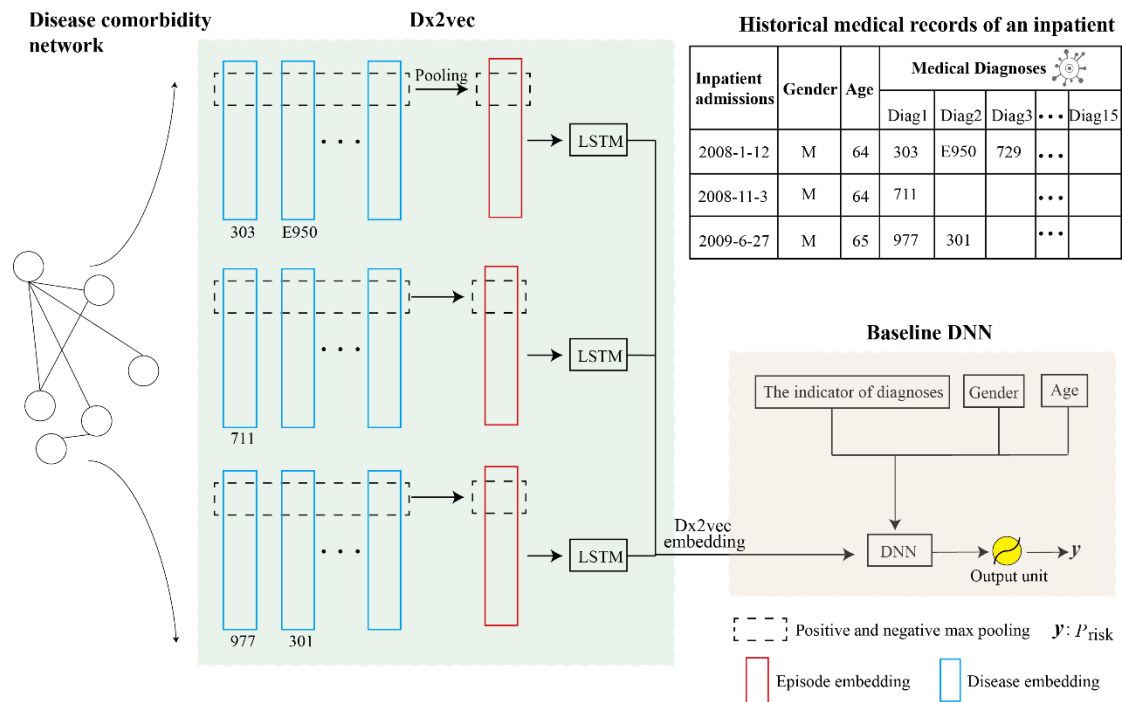 Disease comorbidity
network
Dx2vec
Pooling
LSTM
303 E950
LSTM
711
LSTM
977 301
Dx2vec
embedding
Historical medical records of an inpatient
Inpatient
admissions
Gender
Age
Medical Diagnoses
Diag1 Diag2 Diag3 ••• Diag15
2008-1-12 M 64 303 E950 729 •••
2008-11-3 M 64 711 •••
2009-6-27 M 65 977 301 •••
Baseline DNN
The indicator of diagnoses Gender Age
DNN
Output unit
y
Positive and negative max pooling y: Prisk
Episode embedding Disease embedding